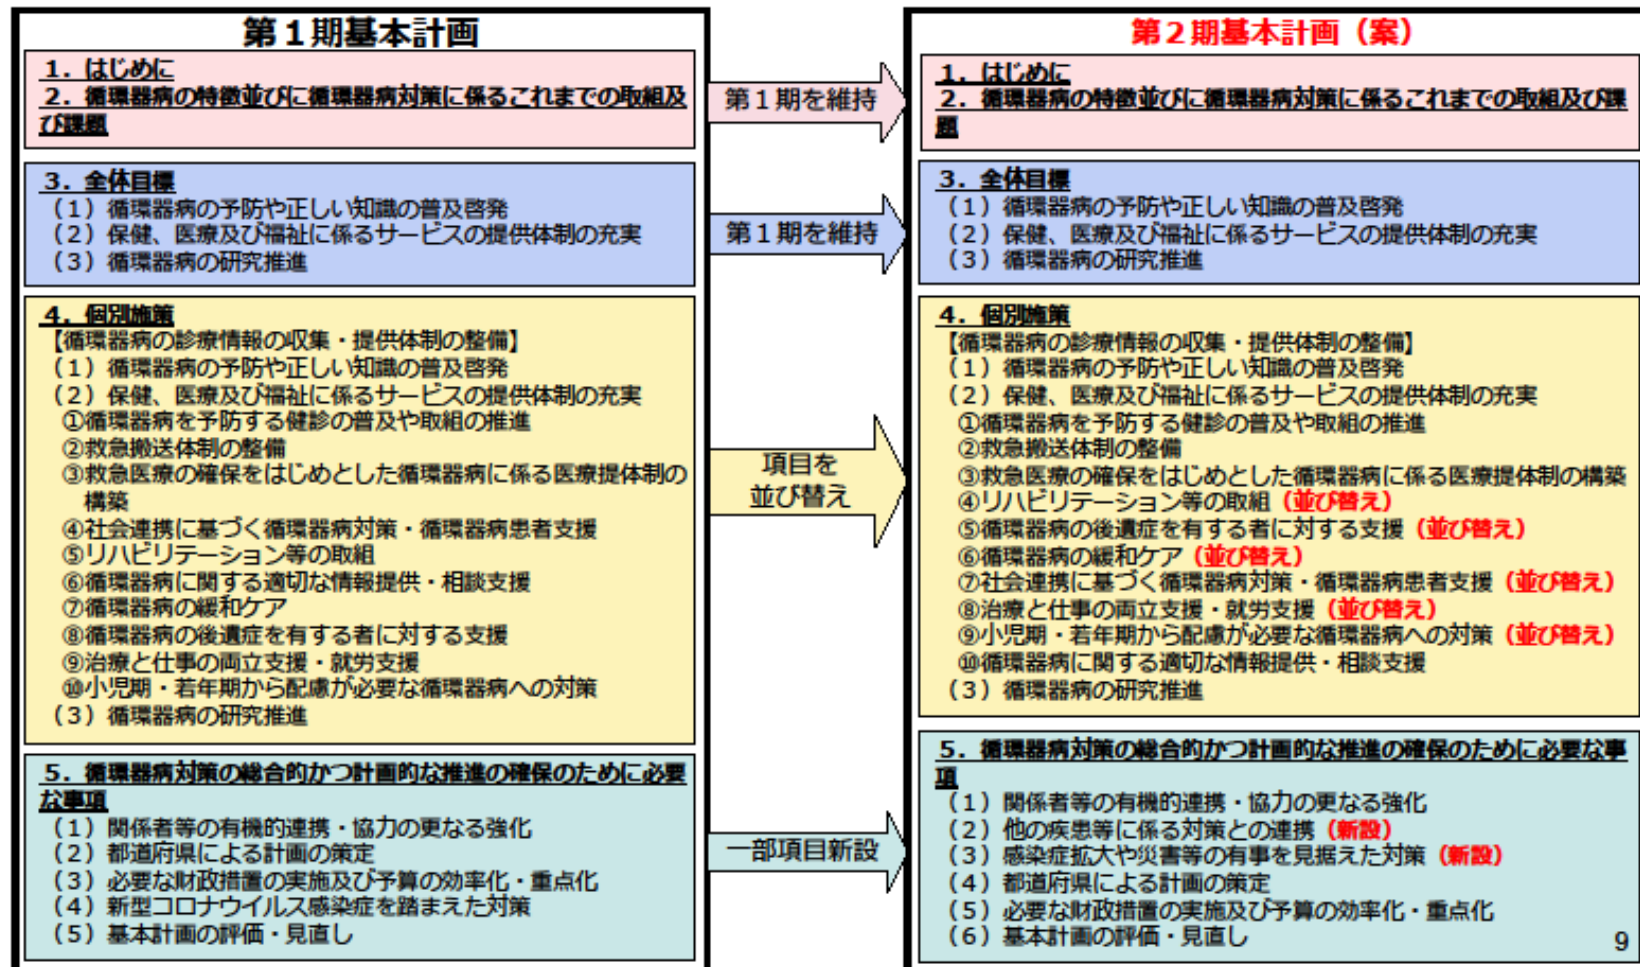 第１期基本計画
１．はじめに
２．循環器病の特徴並びに循環器病対策に係るこれまでの取組及
び課題
３．全体目標
（１）循環器病の予防や正しい知識の普及啓発
（２）保健、医療及び福祉に係るサービスの提供体制の充実
（３）循環器病の研究推進
４．個別施策
【循環器病の診療情報の収集・提供体制の整備】
（１）循環器病の予防や正しい知識の普及啓発
（２）保健、医療及び福祉に係るサービスの提供体制の充実
①循環器病を予防する健診の普及や取組の推進
②救急搬送体制の整備
③救急医療の確保をはじめとした循環器病に係る医療提体制の
構築
④社会連携に基づく循環器病対策・循環器病患者支援
⑤リハビリテーション等の取組
⑥循環器病に関する適切な情報提供・相談支援
⑦循環器病の緩和ケア
⑧循環器病の後遺症を有する者に対する支援
⑨治療と仕事の両立支援・就労支援
⑩小児期・若年期から配慮が必要な循環器病への対策
（３）循環器病の研究推進
５．循環器病対策の総合的かつ計画的な推進の確保のために必要
な事項
（１）関係者等の有機的連携・協力の更なる強化
（２）都道府県による計画の策定
（３）必要な財政措置の実施及び予算の効率化・重点化
（４）新型コロナウイルス感染症を踏まえた対策
（５）基本計画の評価・見直し
第１期を維持
第１期を維持
項目を
並び替え
一部項目新設
第２期基本計画（案）
１．はじめに
２．循環器病の特徴並びに循環器病対策に係るこれまでの取組及び課
題
３．全体目標
（１）循環器病の予防や正しい知識の普及啓発
（２）保健、医療及び福祉に係るサービスの提供体制の充実
（３）循環器病の研究推進
４．個別施策
【循環器病の診療情報の収集・提供体制の整備】
（１）循環器病の予防や正しい知識の普及啓発
（２）保健、医療及び福祉に係るサービスの提供体制の充実
①循環器病を予防する健診の普及や取組の推進
②救急搬送体制の整備
③救急医療の確保をはじめとした循環器病に係る医療提体制の構築
④リハビリテーション等の取組（並び替え）
⑤循環器病の後遺症を有する者に対する支援（並び替え）
⑥循環器病の緩和ケア（並び替え）
⑦社会連携に基づく循環器病対策・循環器病患者支援（並び替え）
⑧治療と仕事の両立支援・就労支援（並び替え）
⑨小児期・若年期から配慮が必要な循環器病への対策（並び替え）
⑩循環器病に関する適切な情報提供・相談支援
（３）循環器病の研究推進
５．循環器病対策の総合的かつ計画的な推進の確保のために必要な事
項
（１）関係者等の有機的連携・協力の更なる強化
（２）他の疾患等に係る対策との連携（新設）
（３）感染症拡大や災害等の有事を見据えた対策（新設）
（４）都道府県による計画の策定
（５）必要な財政措置の実施及び予算の効率化・重点化
（６）基本計画の評価・見直し
9